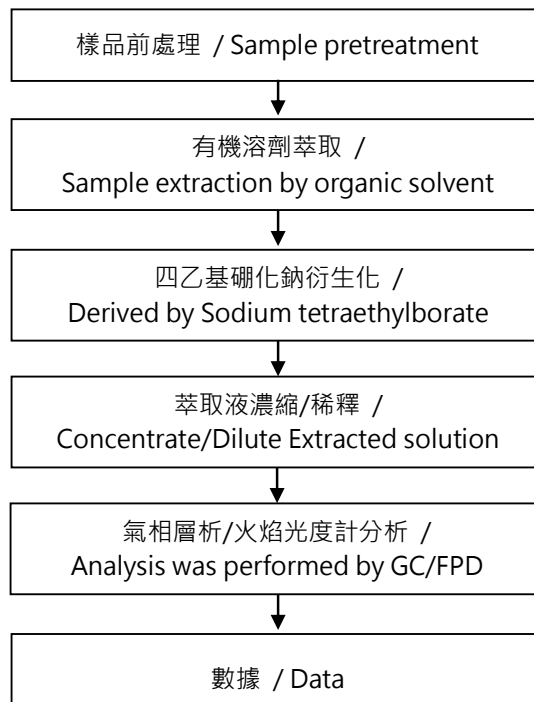 樣品前處理 / Sample pretreatment
有機溶劑萃取 /
Sample extraction by organic solvent
四乙基硼化鈉衍生化 /
Derived by Sodium tetraethylborate
萃取液濃縮/稀釋 /
Concentrate/Dilute Extracted solution
氣相層析/火焰光度計分析 /
Analysis was performed by GC/FPD
數據 / Data